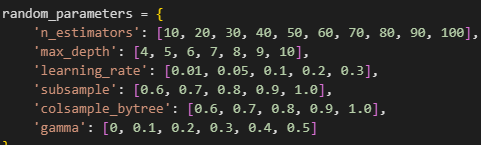 random_parameters = {
    'n_estimators': [10, 20, 30, 40, 50, 60, 70, 80, 90, 100],
    'max_depth': [4, 5, 6, 7, 8, 9, 10],
    'learning_rate': [0.01, 0.05, 0.1, 0.2, 0.3],
    'subsample': [0.6, 0.7, 0.8, 0.9, 1.0],
    'colsample_bytree': [0.6, 0.7, 0.8, 0.9, 1.0],
    'gamma': [0, 0.1, 0.2, 0.3, 0.4, 0.5]
}